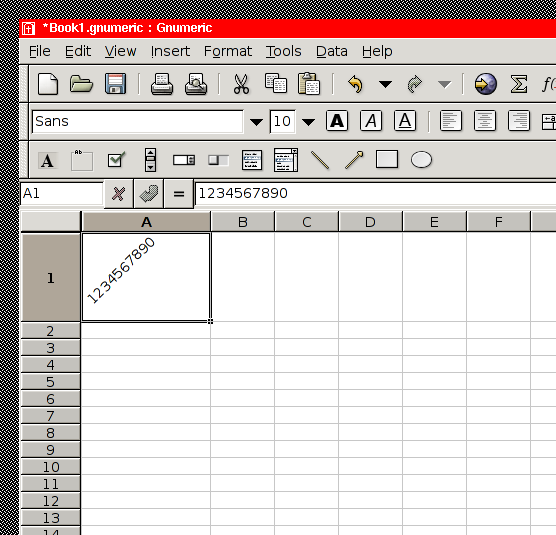 *Book1.gnumeric : Gnumeric
File Edit View Insert Format Tools Data Help
Sans 10 A A A
A ab
A1 = 1234567890
A B C D E F
1 1234567890
2
3
4
5
6
7
8
9
10
11
12
13
14